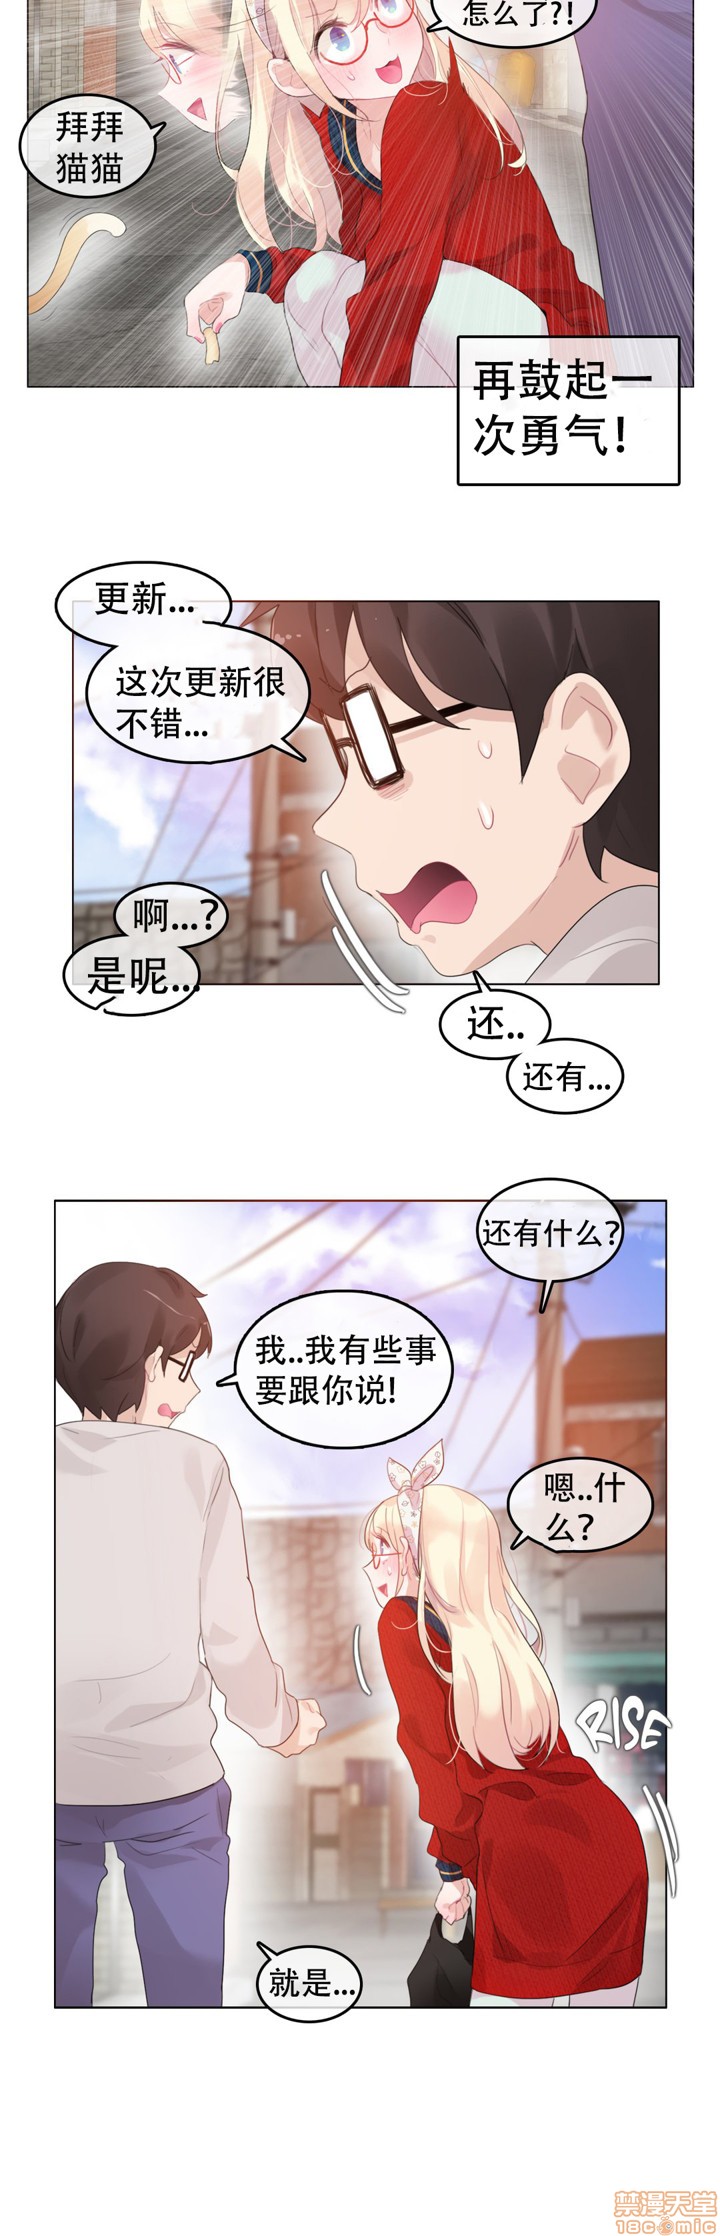 怎么了?!
拜拜
猫猫
再鼓起一
次勇气!
更新...
这次更新很
不错...
啊...?
是呢...
还..
还有...
还有什么?
我..我有些事
要跟你说!
嗯..什
么?
RISE
就是...
禁漫天堂
18comic